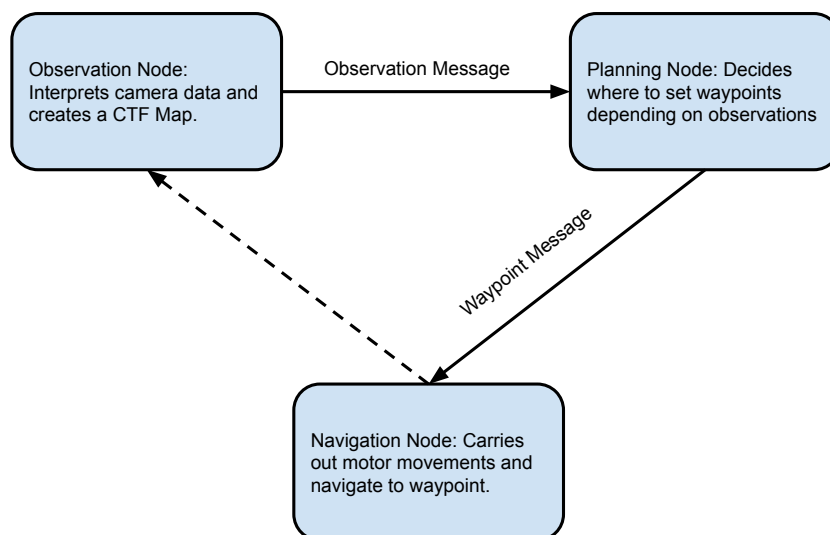 Observation Node:
Interprets camera data and
creates a CTF Map.
Observation Message
Planning Node: Decides
where to set waypoints
depending on observations
Waypoint Message
Navigation Node: Carries
out motor movements and
navigate to waypoint.